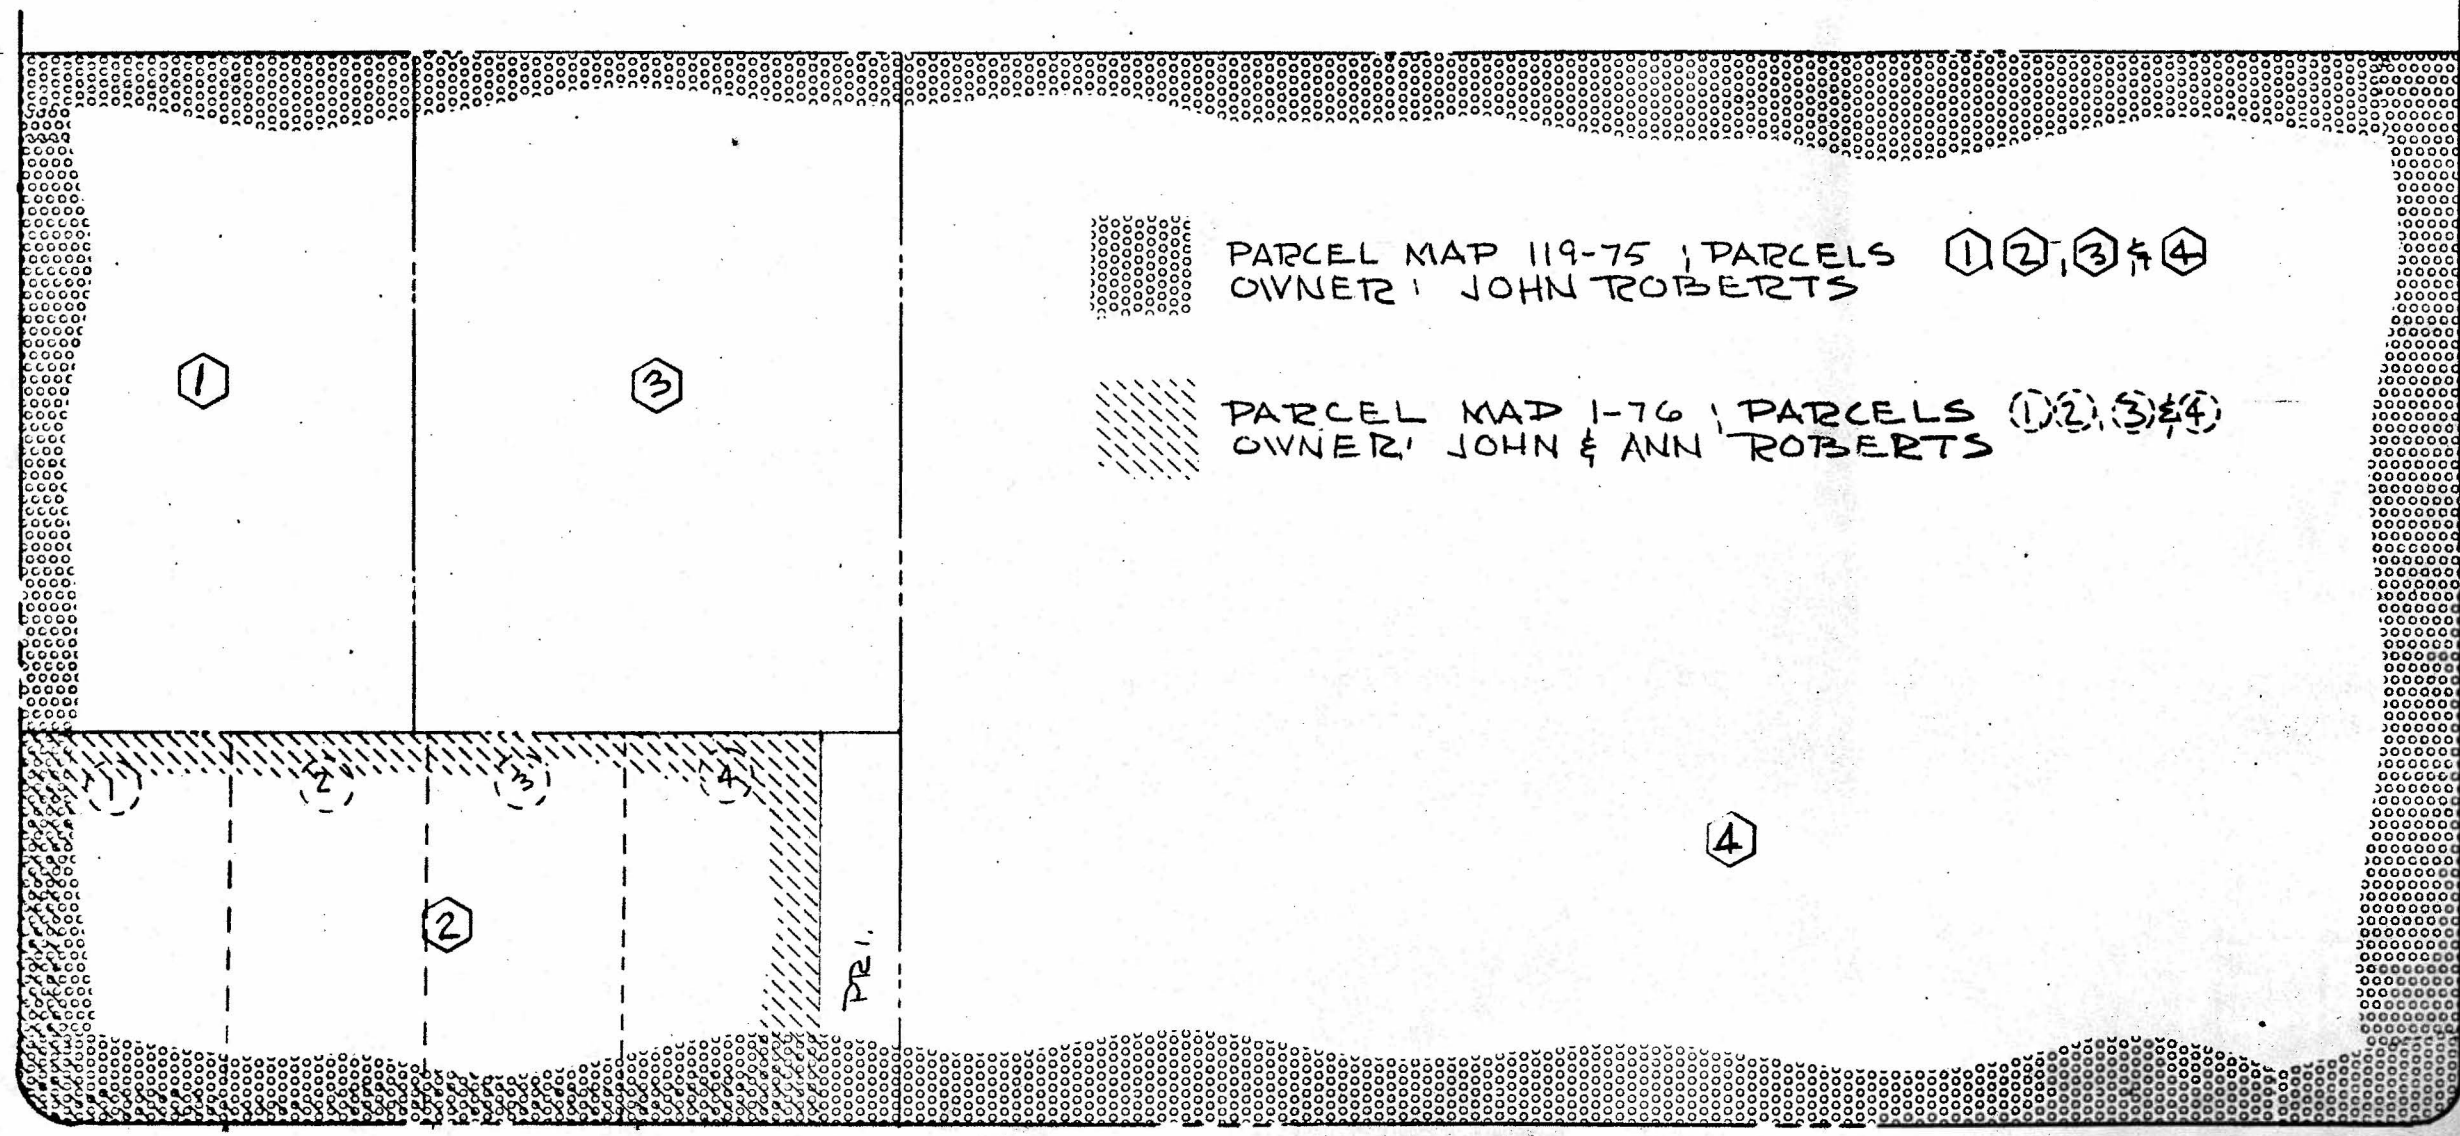 PARCEL MAP 119-75 ; PARCELS 1, 2, 3 & 4
OWNER: JOHN ROBERTS
1
3
PARCEL MAP 1-76 ; PARCELS 1, 2, 3 & 4
OWNER: JOHN & ANN ROBERTS
1 2 3 4
4
2
PRI.